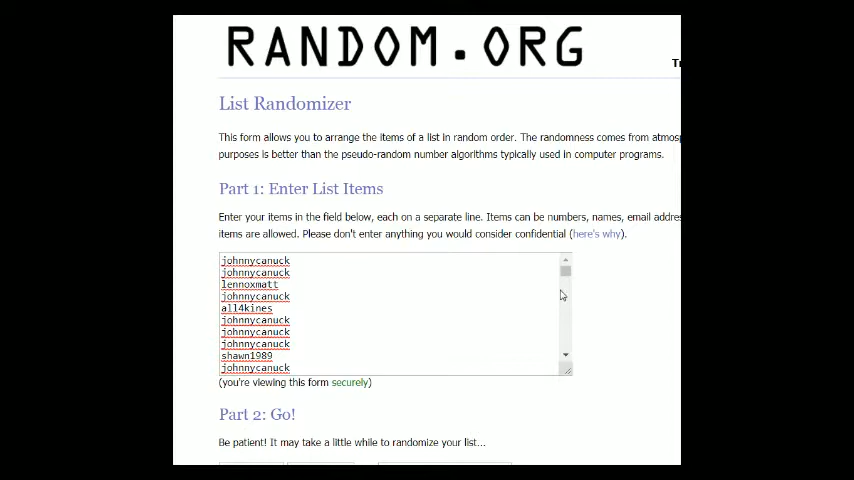 RANDOM.ORG
List Randomizer
This form allows you to arrange the items of a list in random order. The randomness comes from
purposes is better than the pseudo-random number algorithms typically used in computer programs.
Part 1: Enter List Items
Enter your items in the field below, each on a separate line. Items can be numbers, names, email
items are allowed. Please don't enter anything you would consider confidential (here's why).
johnnycanuck
johnnycanuck
lennoxmatt
johnnycanuck
all4kines
johnnycanuck
johnnycanuck
johnnycanuck
shawn1989
johnnycanuck
(you're viewing this form securely)
Part 2: Go!
Be patient! It may take a little while to randomize your list...